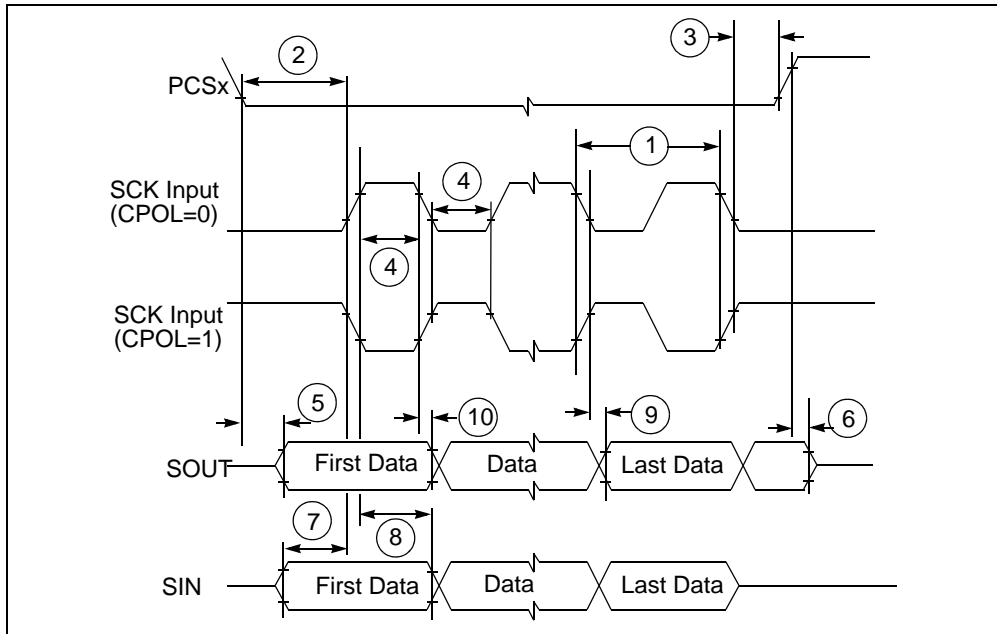 3
2
PCSx
1
4
SCK Input
(CPOL=0)
4
SCK Input
(CPOL=1)
5
10
9
6
SOUT
First Data
Data
Last Data
7
8
SIN
First Data
Data
Last Data